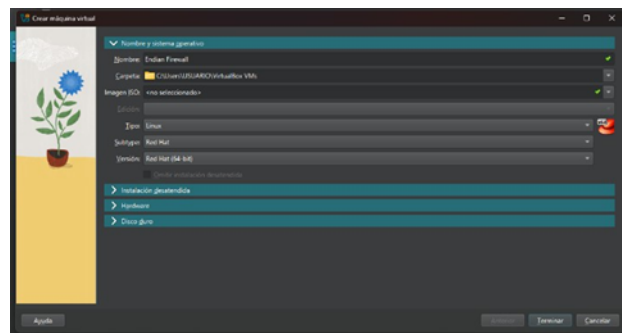 Crear máquina virtual
Nombre y sistema operativo
Nombre: Endian Firewall
Carpeta: C:\Users\USUARIO\VirtualBox VMs
Imagen ISO: <no seleccionado>
Edición:
Tipo: Linux
Subtype: Red Hat
Versión: Red Hat (64-bit)
Omitir instalación desatendida
Instalación desatendida
Hardware
Disco duro
Ayuda
Anterior
Terminar
Cancelar